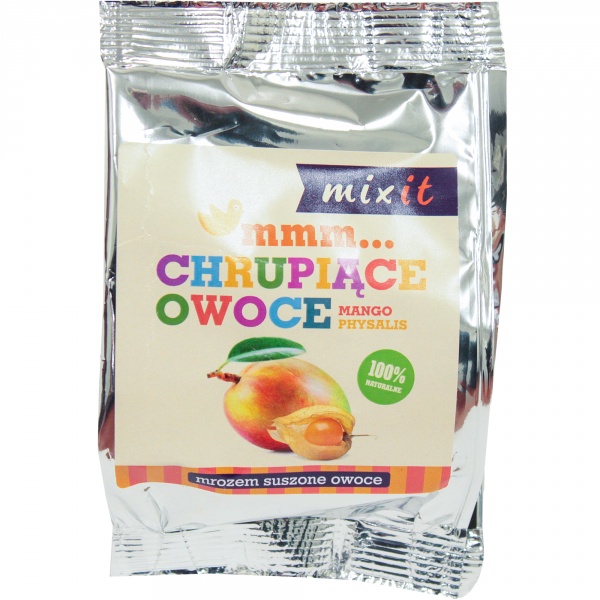 mixit
mmm...
CHRUPIĄCE
OWOCE
MANGO
PHYSALIS
100%
NATURALNE
mrozem suszone owoce